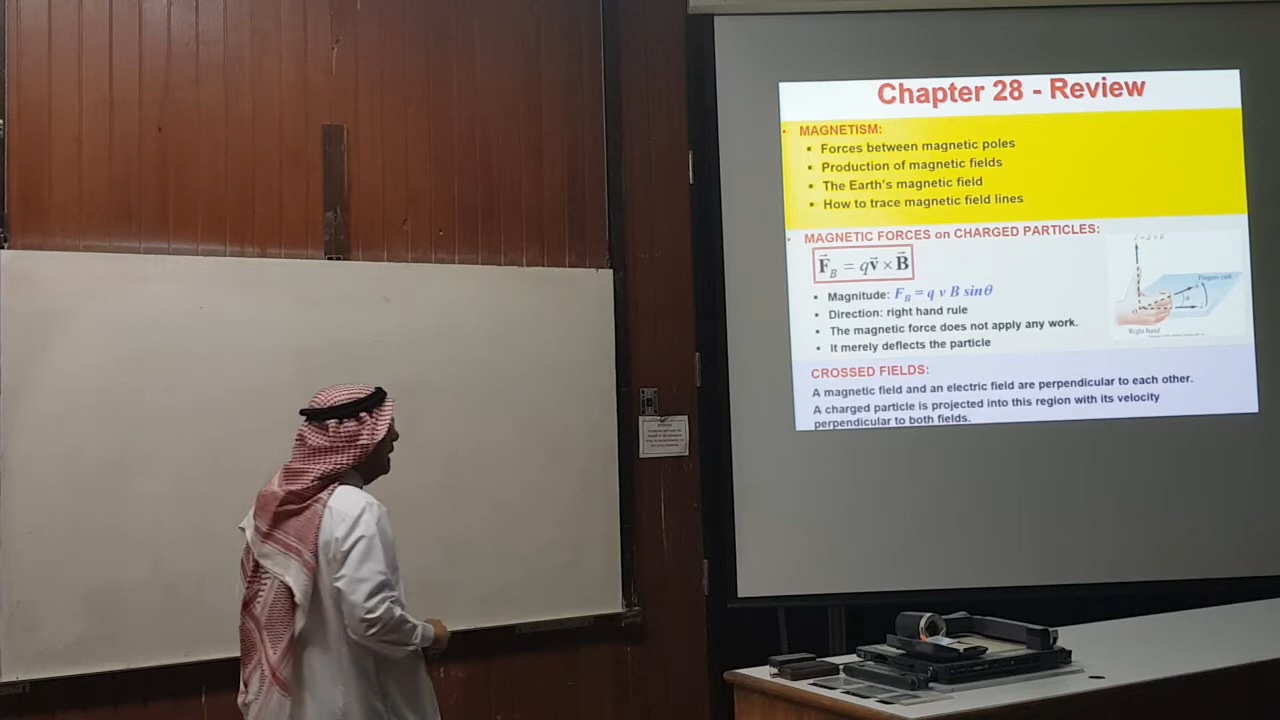 Chapter 28 - Review
• MAGNETISM:
▪ Forces between magnetic poles
▪ Production of magnetic fields
▪ The Earth's magnetic field
▪ How to trace magnetic field lines
• MAGNETIC FORCES on CHARGED PARTICLES:
F⃗_B = qv⃗ × B⃗
• Magnitude: F_B = q v B sinθ
• Direction: right hand rule
• The magnetic force does not apply any work.
• It merely deflects the particle
Fingers curl
Right hand
CROSSED FIELDS:
A magnetic field and an electric field are perpendicular to each other.
A charged particle is projected into this region with its velocity
perpendicular to both fields.